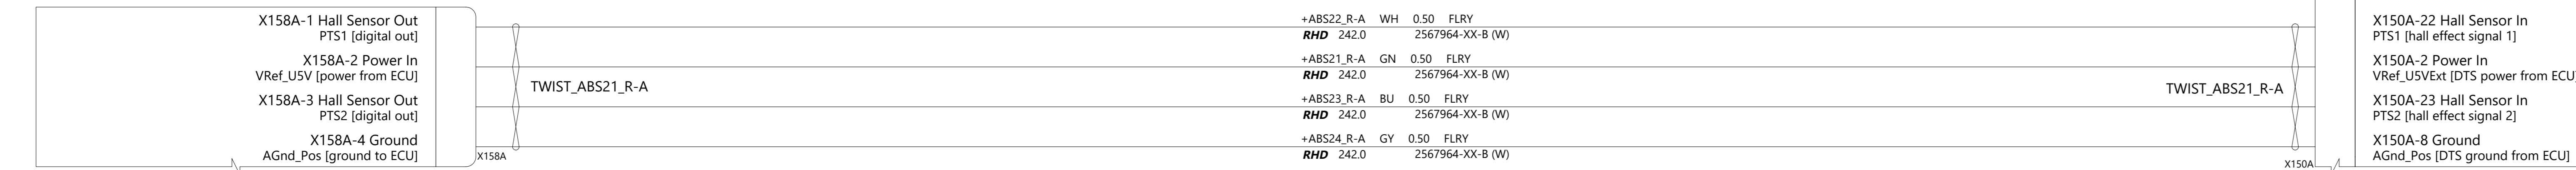 X158A-1 Hall Sensor Out
PTS1 [digital out]
X158A-2 Power In
VRef_U5V [power from ECU]
X158A-3 Hall Sensor Out
PTS2 [digital out]
X158A-4 Ground
AGnd_Pos [ground to ECU]
X158A
TWIST_ABS21_R-A
+ABS22_R-A WH 0.50 FLRY
RHD 242.0 2567964-XX-B (W)
+ABS21_R-A GN 0.50 FLRY
RHD 242.0 2567964-XX-B (W)
+ABS23_R-A BU 0.50 FLRY
RHD 242.0 2567964-XX-B (W)
+ABS24_R-A GY 0.50 FLRY
RHD 242.0 2567964-XX-B (W)
TWIST_ABS21_R-A
X150A
X150A-22 Hall Sensor In
PTS1 [hall effect signal 1]
X150A-2 Power In
VRef_U5VExt [DTS power from ECU
X150A-23 Hall Sensor In
PTS2 [hall effect signal 2]
X150A-8 Ground
AGnd_Pos [DTS ground from ECU]